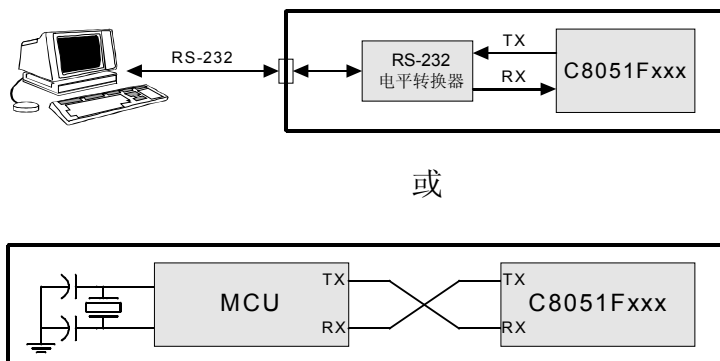 RS-232
RS-232
电平转换器
TX
RX
C8051Fxxx
或
MCU
TX
RX
TX
RX
C8051Fxxx